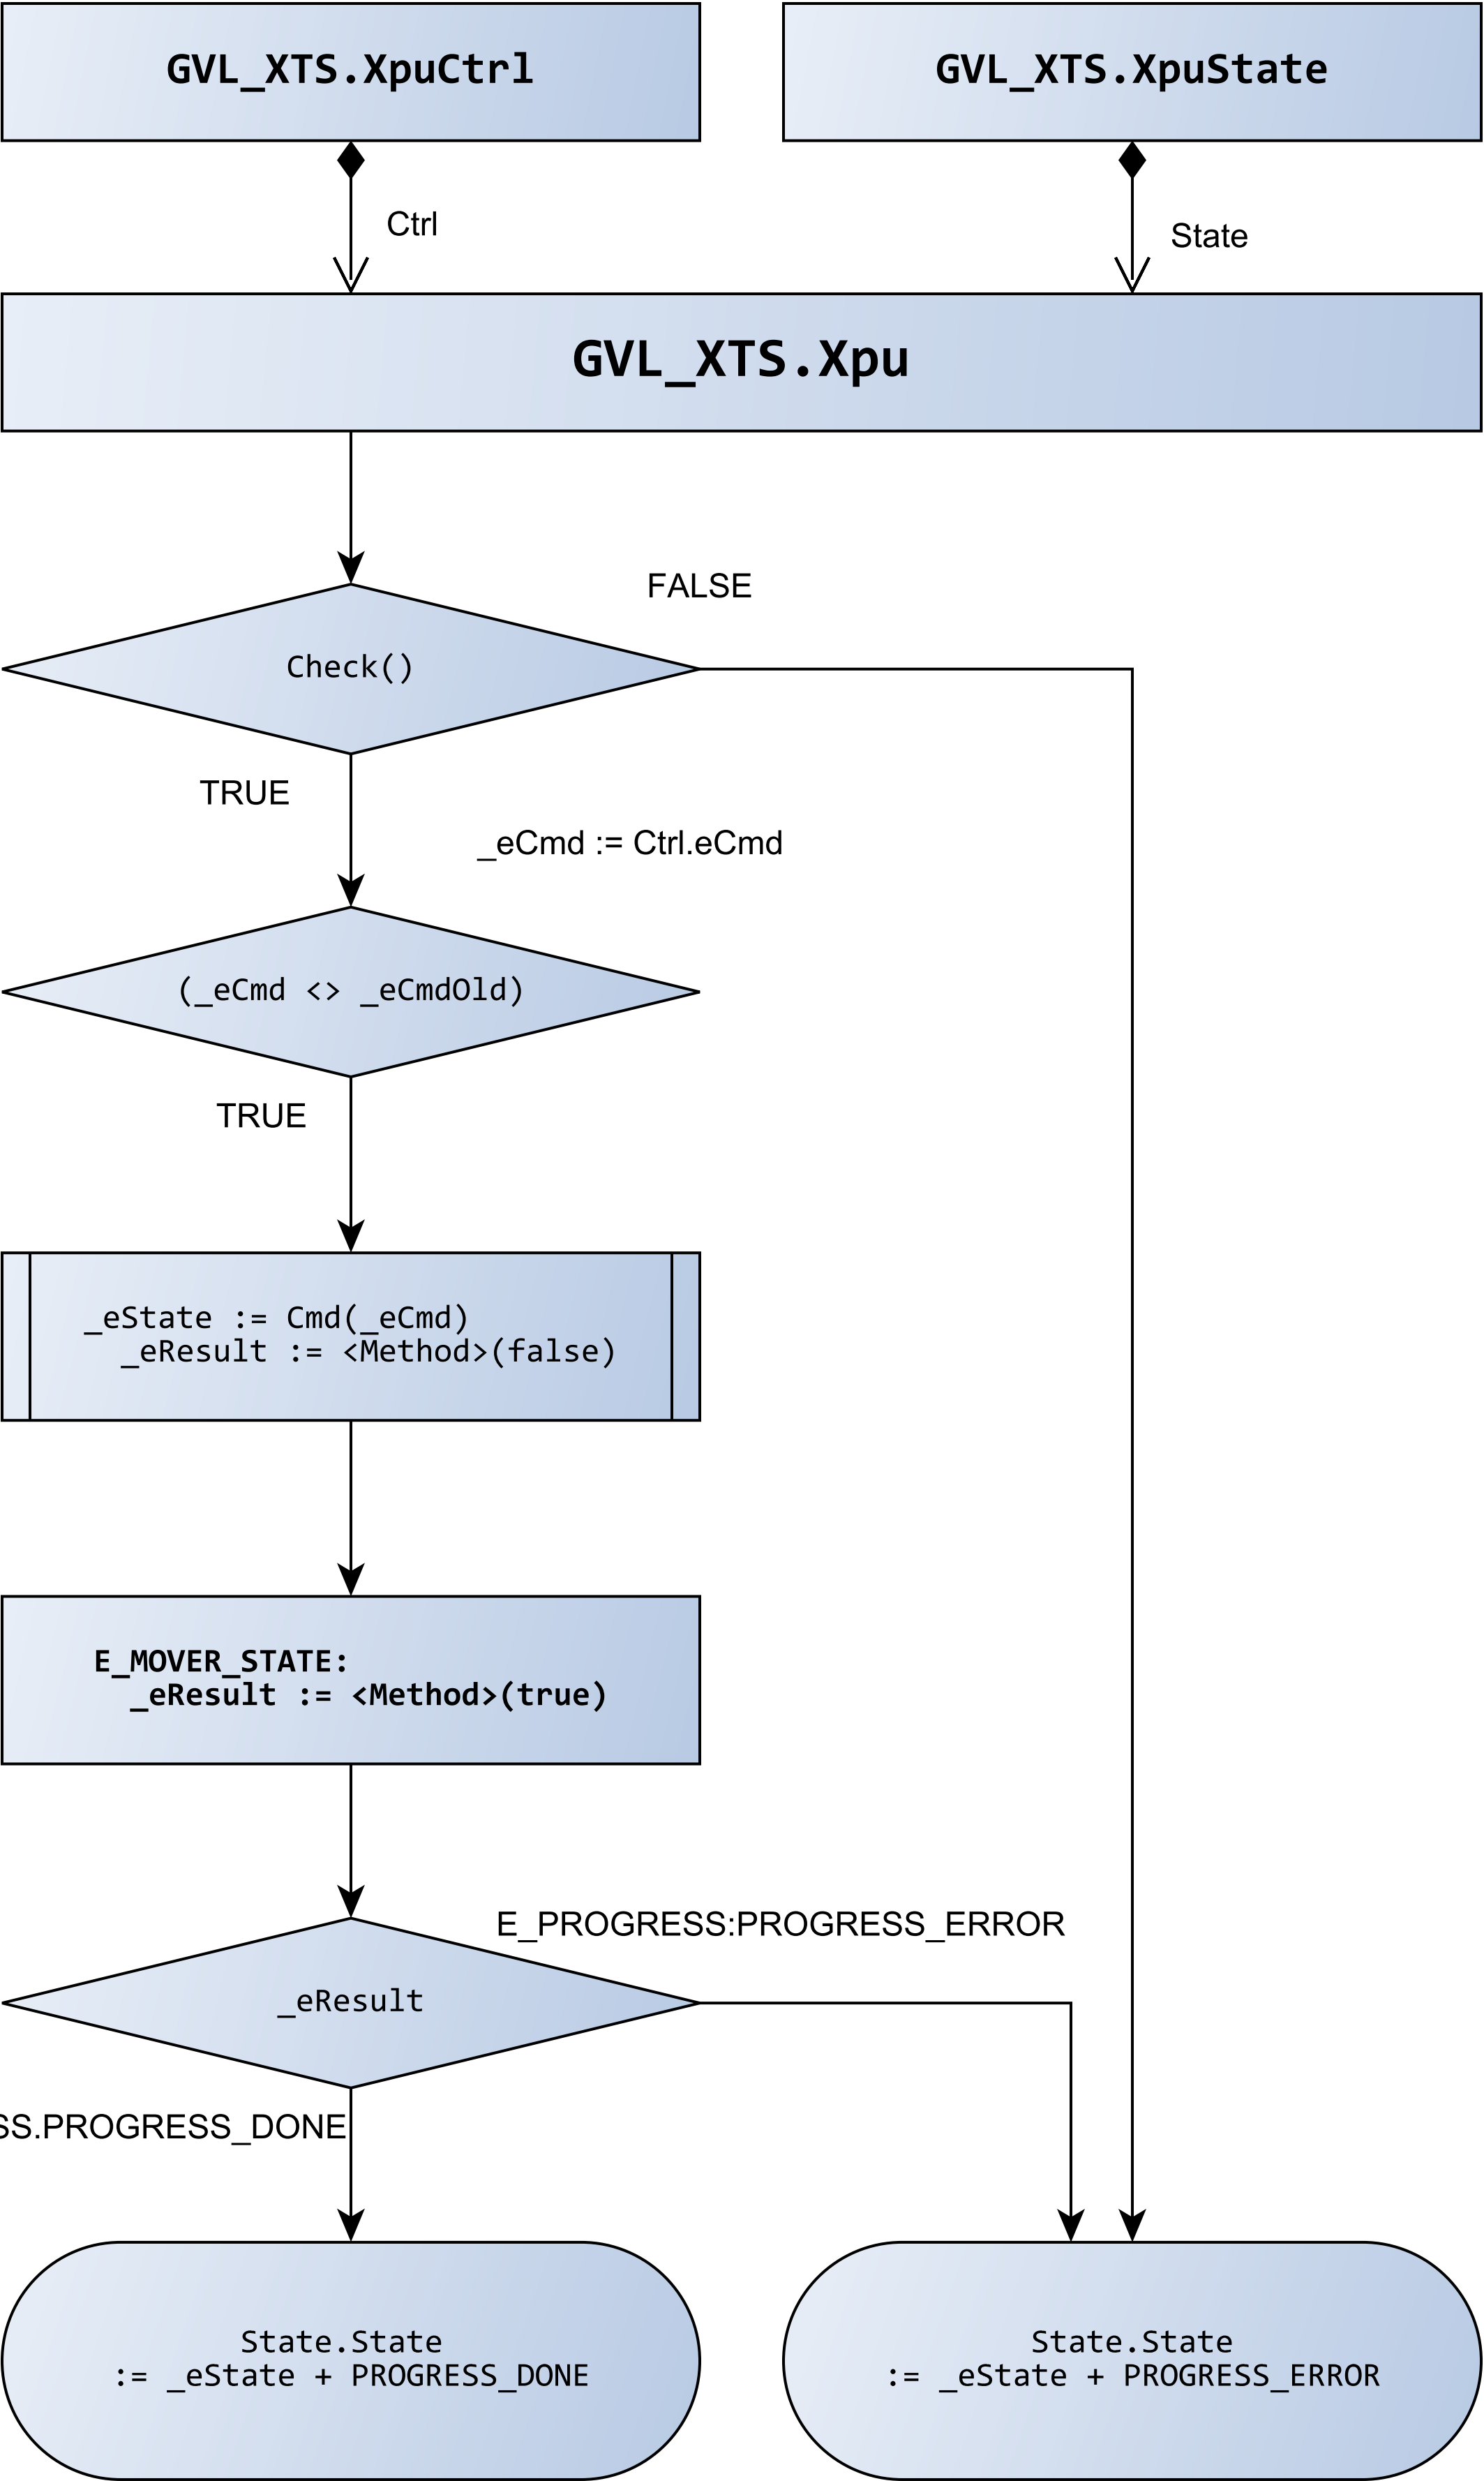 GVL_XTS.XpuCtrl
GVL_XTS.XpuState
Ctrl
State
GVL_XTS.Xpu
FALSE
Check()
TRUE
_eCmd := Ctrl.eCmd
(_eCmd <> _eCmdOld)
TRUE
_eState := Cmd(_eCmd)
_eResult := <Method>(false)
E_MOVER_STATE:
_eResult := <Method>(true)
E_PROGRESS:PROGRESS_ERROR
_eResult
SS.PROGRESS_DONE
State.State
:= _eState + PROGRESS_DONE
State.State
:= _eState + PROGRESS_ERROR